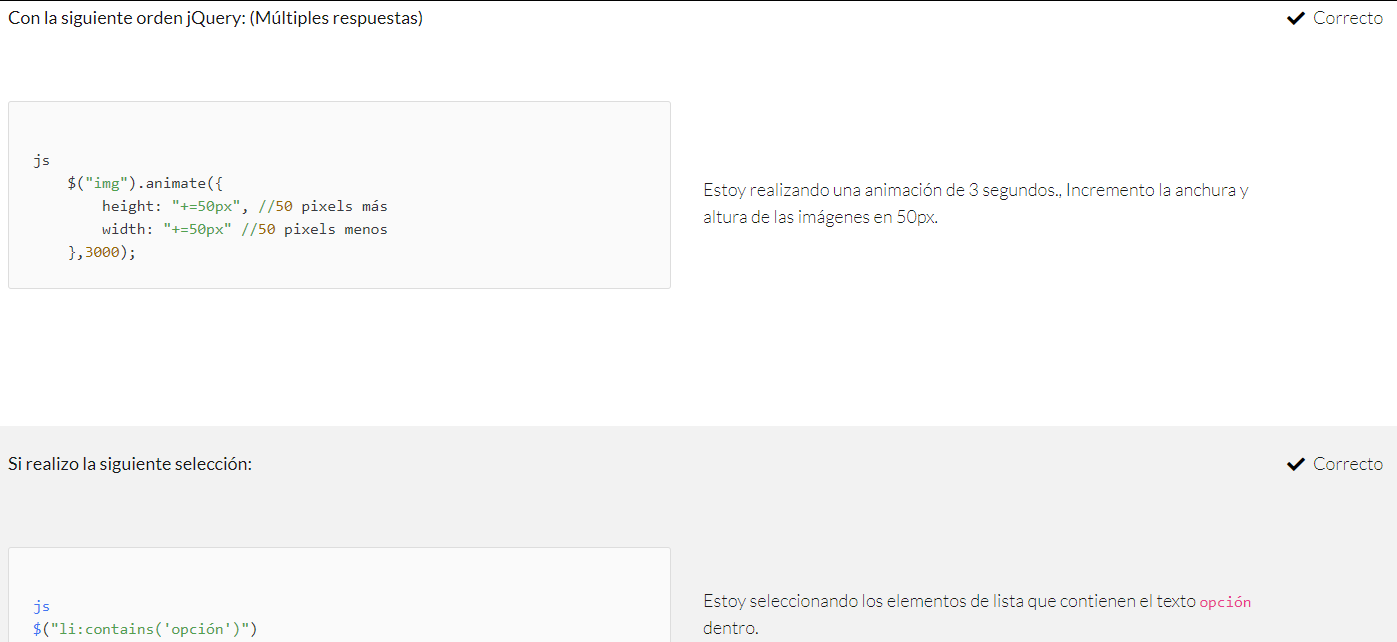 Con la siguiente orden jQuery: (Múltiples respuestas)
Correcto
js
$("img").animate({
height: "+=50px", //50 pixels más
width: "+=50px" //50 pixels menos
},3000);
Estoy realizando una animación de 3 segundos., Incremento la anchura y
altura de las imágenes en 50px.
Si realizo la siguiente selección:
Correcto
js
$("li:contains('opción')")
Estoy seleccionando los elementos de lista que contienen el texto opción
dentro.